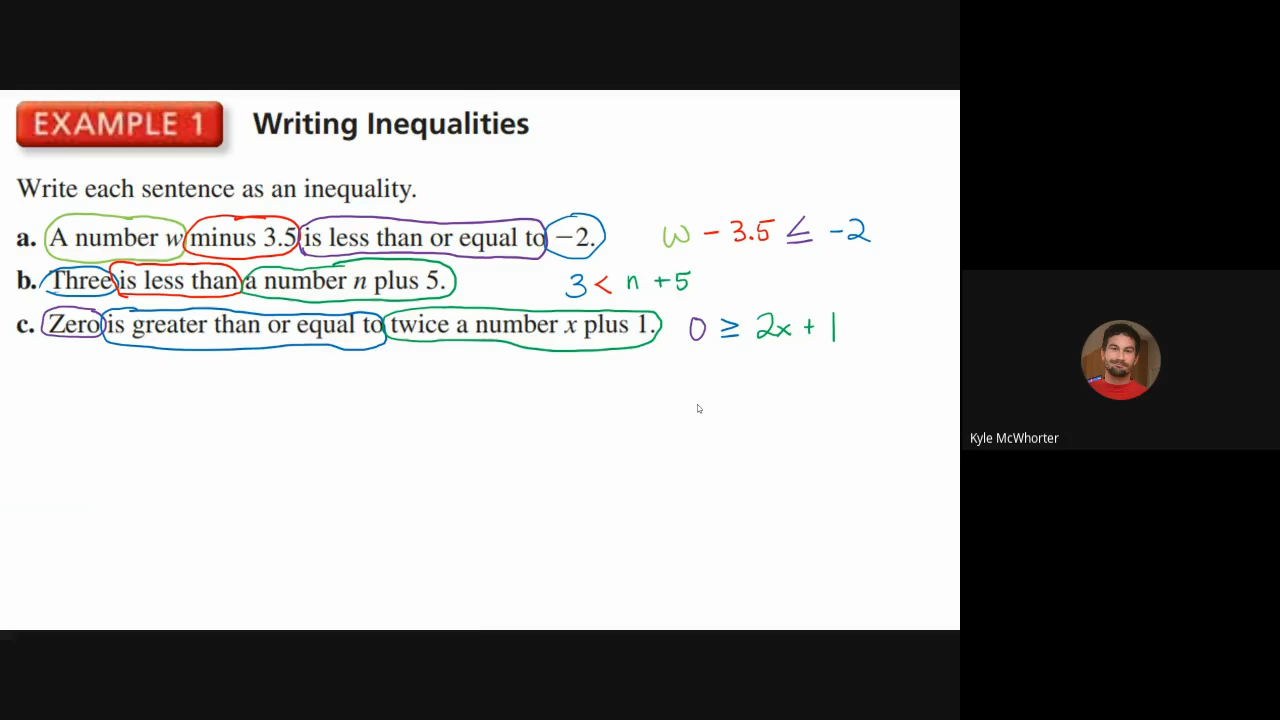 EXAMPLE 1 Writing Inequalities
Write each sentence as an inequality.
a. A number w minus 3.5 is less than or equal to −2. w - 3.5 ≤ -2
b. Three is less than a number n plus 5. 3 < n + 5
c. Zero is greater than or equal to twice a number x plus 1. 0 ≥ 2x + 1
Kyle McWhorter